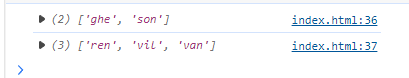 (2) ['ghe', 'son'] index.html:36
(3) ['ren', 'vil', 'van'] index.html:37